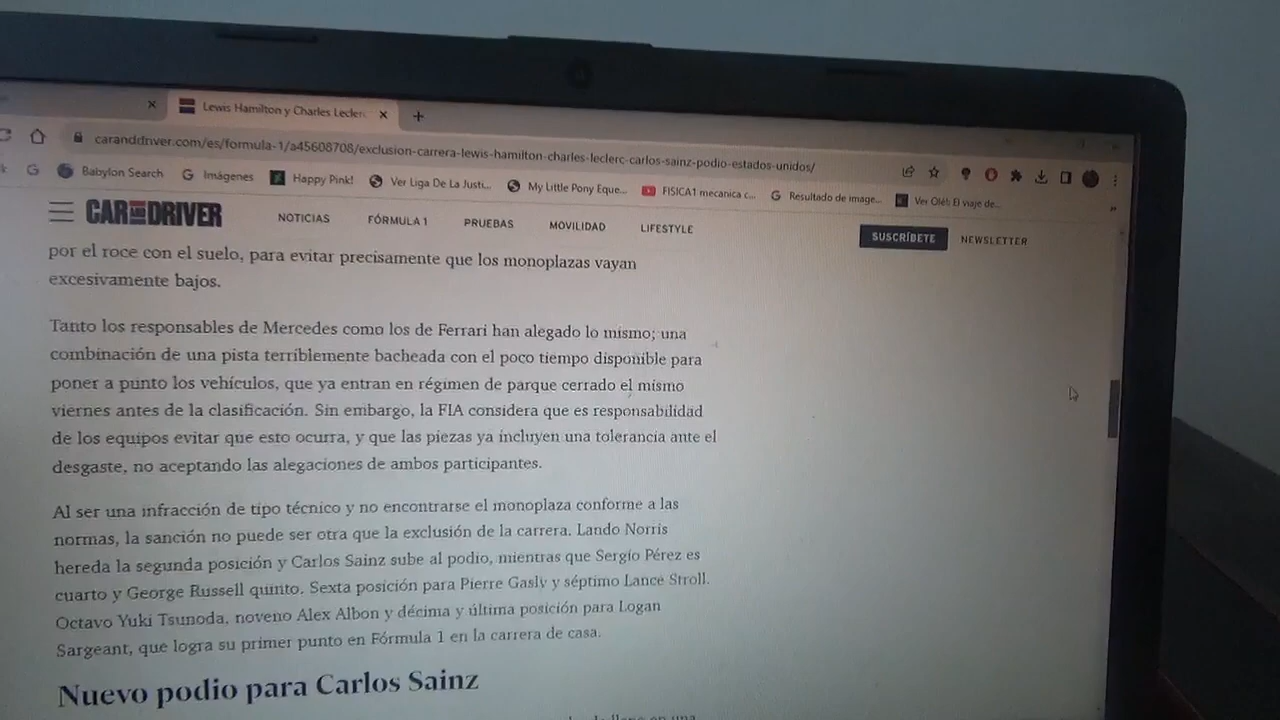 Lewis Hamilton y Charles Leclerc
caranddriver.com/es/formula-1/a45608708/exclusion-carrera-lewis-hamilton-charles-leclerc-carlos-sainz-podio-estados-unidos/
Babylon Search Imágenes Happy Pink! Ver Liga De La Justi... My Little Pony Eque... FISICA1 mecanica c... Resultado de image... Ver Olé!: El viaje de...
CAR AND DRIVER NOTICIAS FÓRMULA 1 PRUEBAS MOVILIDAD LIFESTYLE SUSCRÍBETE NEWSLETTER
por el roce con el suelo, para evitar precisamente que los monoplazas vayan
excesivamente bajos.
Tanto los responsables de Mercedes como los de Ferrari han alegado lo mismo; una
combinación de una pista terriblemente bacheada con el poco tiempo disponible para
poner a punto los vehículos, que ya entran en régimen de parque cerrado el mismo
viernes antes de la clasificación. Sin embargo, la FIA considera que es responsabilidad
de los equipos evitar que esto ocurra, y que las piezas ya incluyen una tolerancia ante el
desgaste, no aceptando las alegaciones de ambos participantes.
Al ser una infracción de tipo técnico y no encontrarse el monoplaza conforme a las
normas, la sanción no puede ser otra que la exclusión de la carrera. Lando Norris
hereda la segunda posición y Carlos Sainz sube al podio, mientras que Sergio Pérez es
cuarto y George Russell quinto. Sexta posición para Pierre Gasly y séptimo Lance Stroll.
Octavo Yuki Tsunoda, noveno Alex Albon y décima y última posición para Logan
Sargeant, que logra su primer punto en Fórmula 1 en la carrera de casa.
Nuevo podio para Carlos Sainz